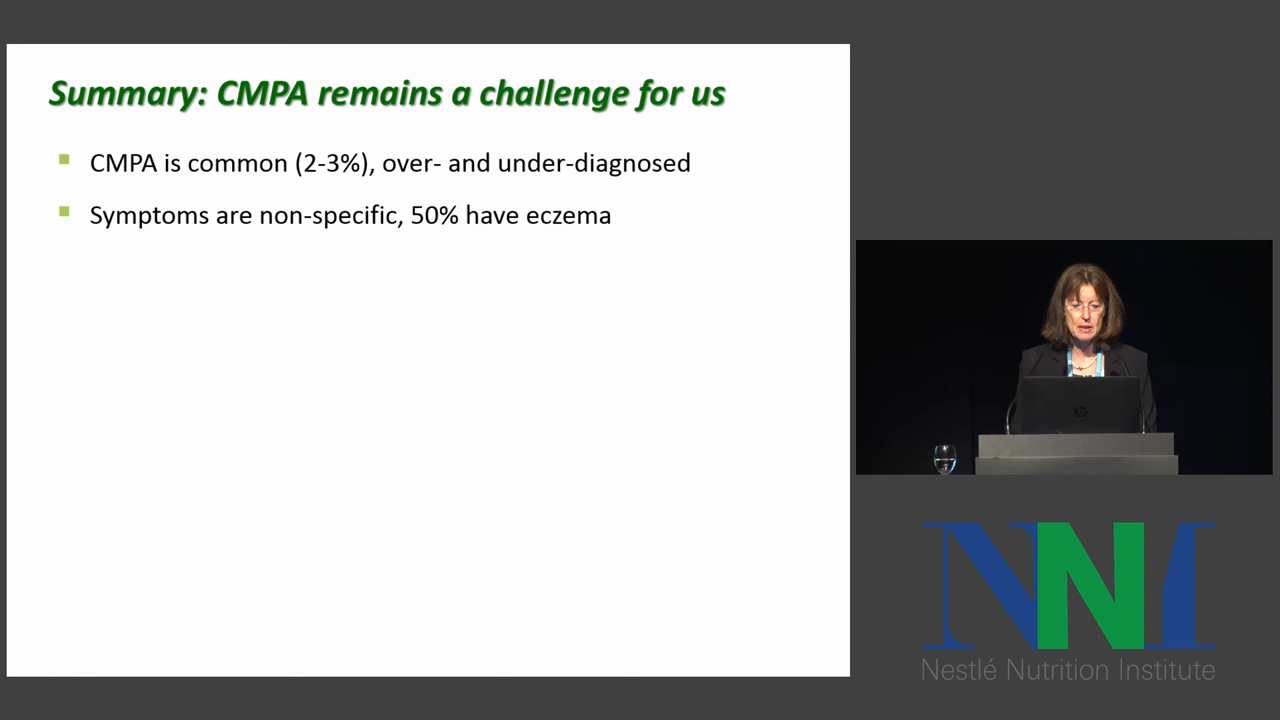 Summary: CMPA remains a challenge for us
CMPA is common (2-3%), over- and under-diagnosed
Symptoms are non-specific, 50% have eczema
NNI
Nestlé Nutrition Institute